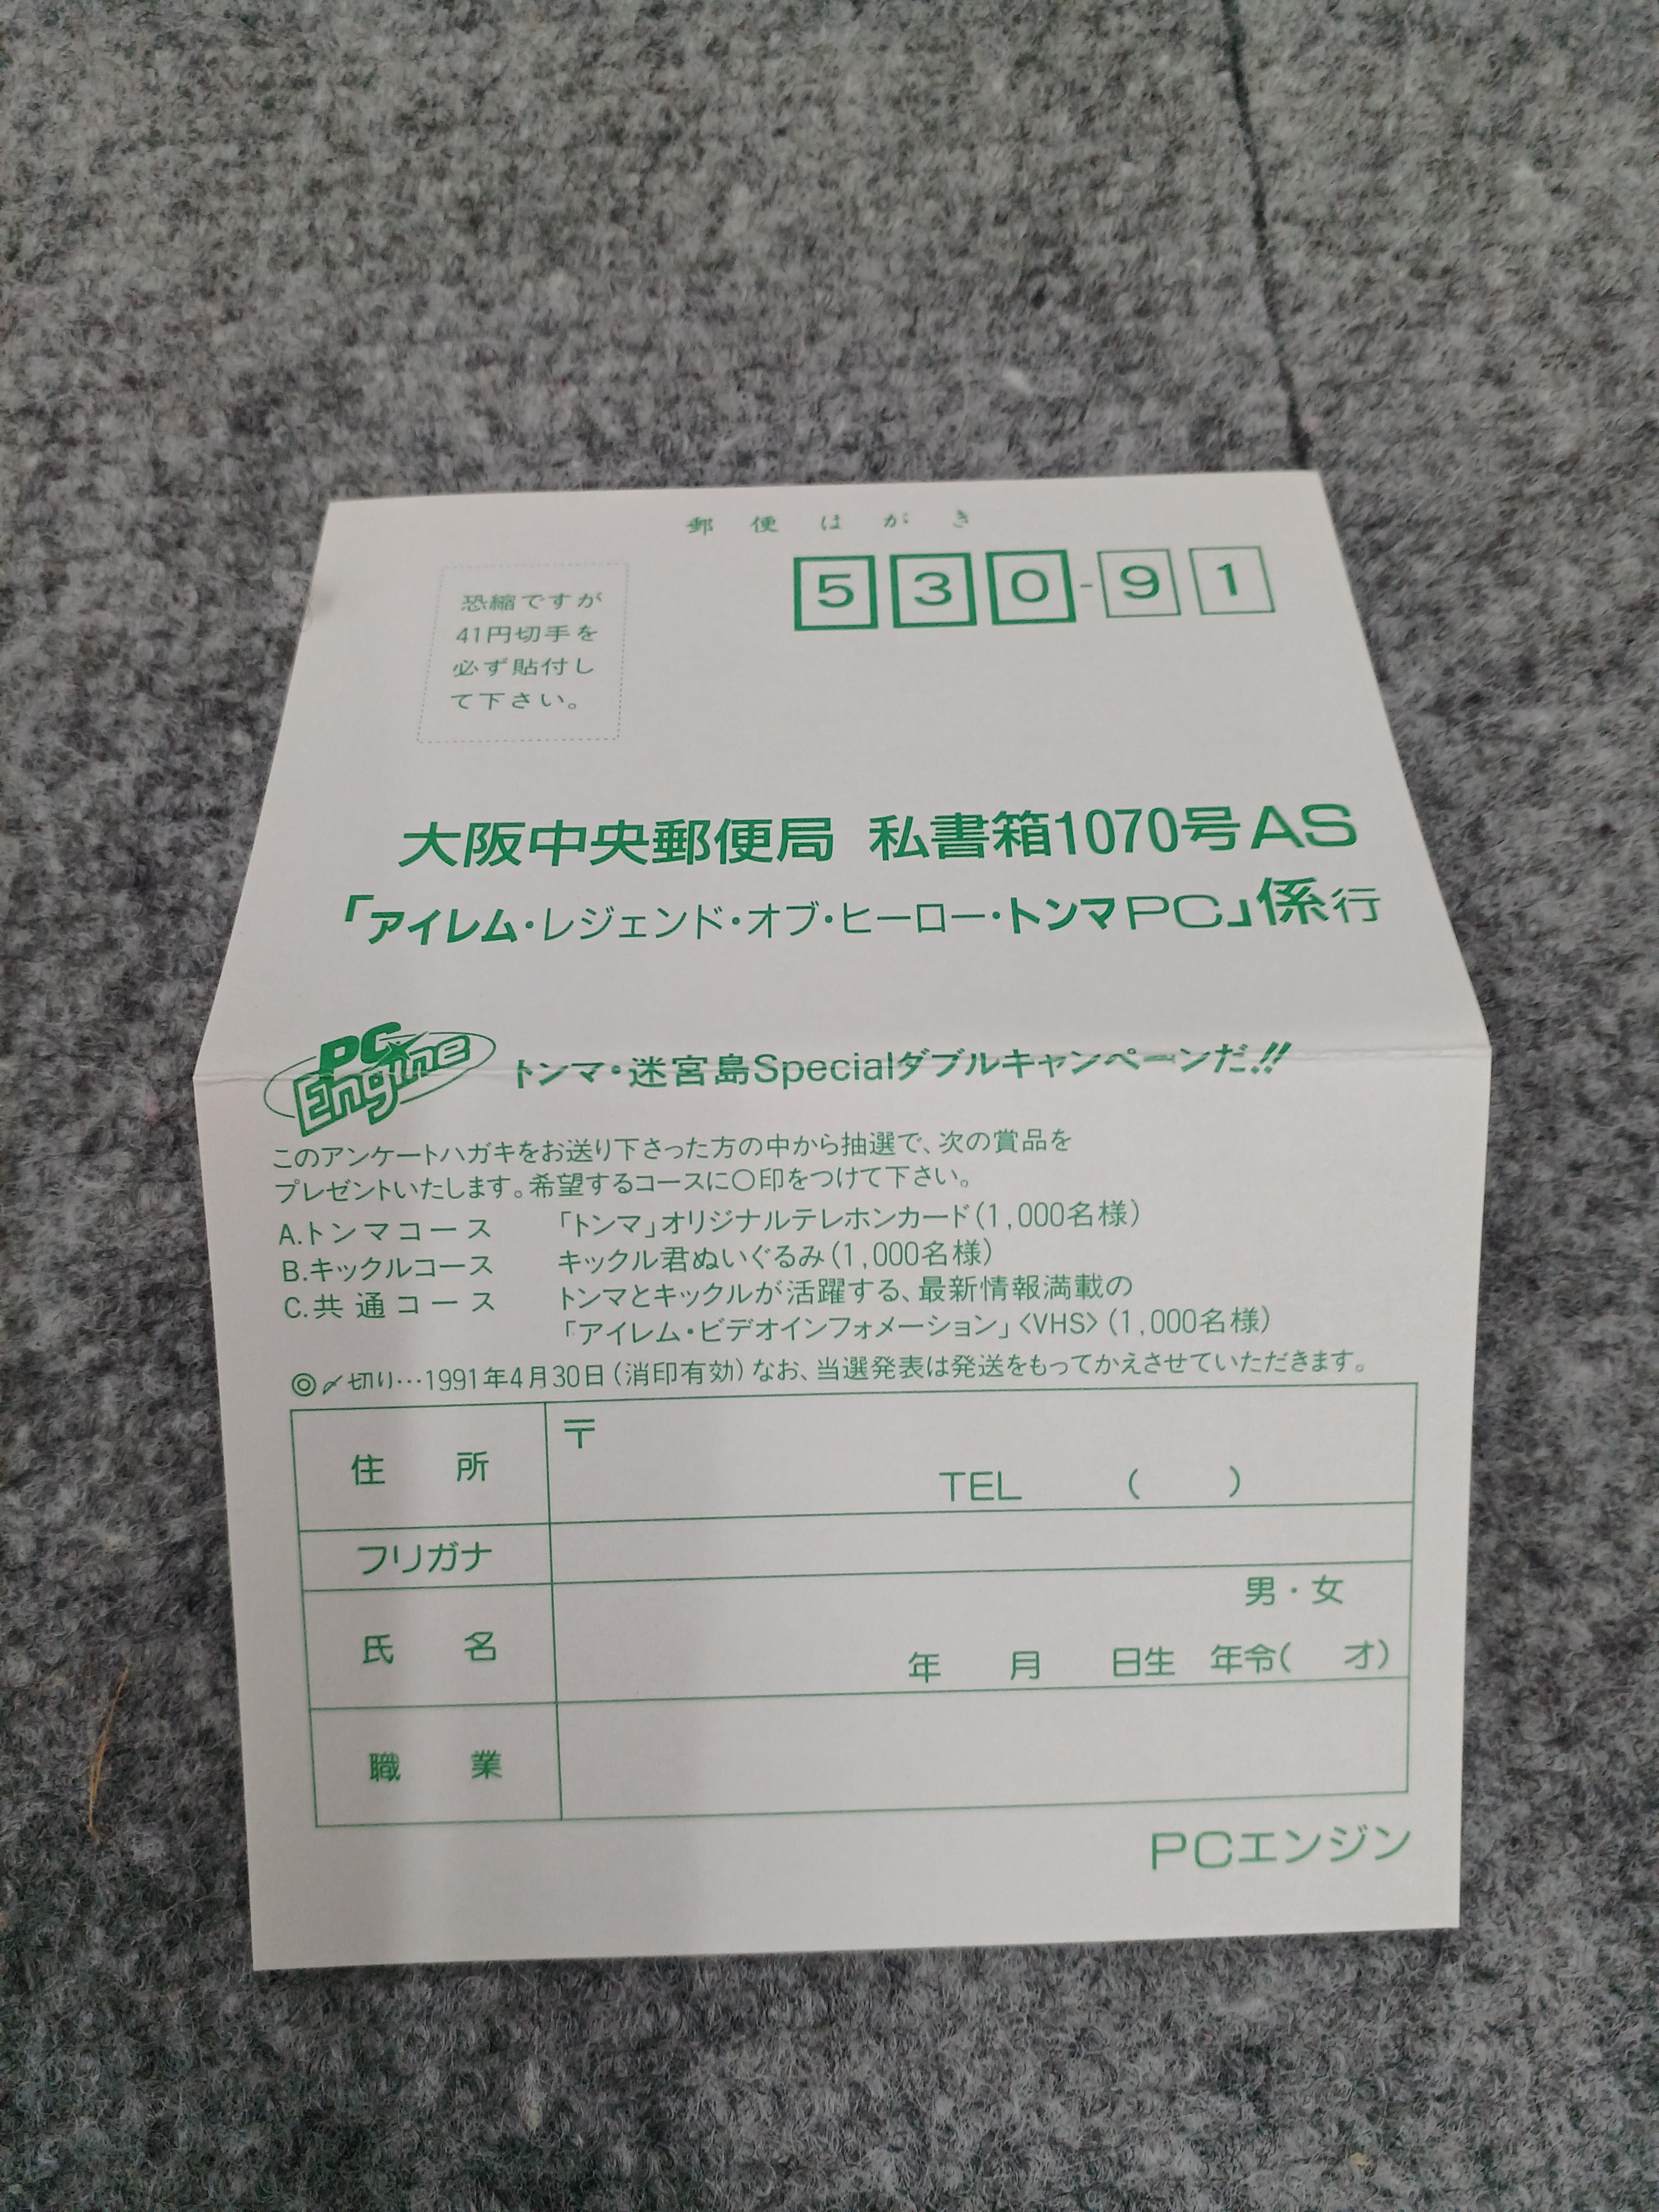 郵便はがき
530-91
恐縮ですが
41円切手を
必ず貼付し
て下さい。
大阪中央郵便局 私書箱1070号AS
「アイレム・レジェンド・オブ・ヒーロー・トンマPC」係行
PC Engine
トンマ・迷宮島Specialダブルキャンペーンだ!!
このアンケートハガキをお送り下さった方の中から抽選で、次の賞品を
プレゼントいたします。希望するコースに〇印をつけて下さい。
A.トンマコース 「トンマ」オリジナルテレホンカード(1,000名様)
B.キックルコース キックル君ぬいぐるみ(1,000名様)
C.共通コース トンマとキックルが活躍する、最新情報満載の
「アイレム・ビデオインフォメーション」〈VHS〉(1,000名様)
◎〆切り…1991年4月30日(消印有効)なお、当選発表は発送をもってかえさせていただきます。
住所 〒
TEL ( )
フリガナ
男・女
氏名
年 月 日生 年令( 才)
職業
PCエンジン